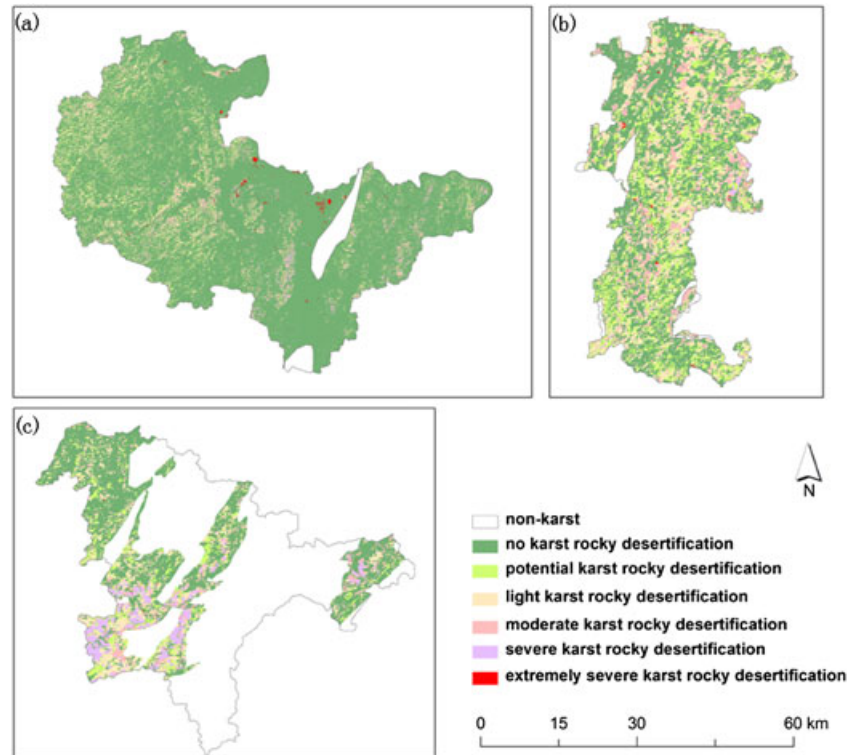 (a)
(b)
(c)
N
non-karst
no karst rocky desertification
potential karst rocky desertification
light karst rocky desertification
moderate karst rocky desertification
severe karst rocky desertification
extremely severe karst rocky desertification
0 15 30 60 km